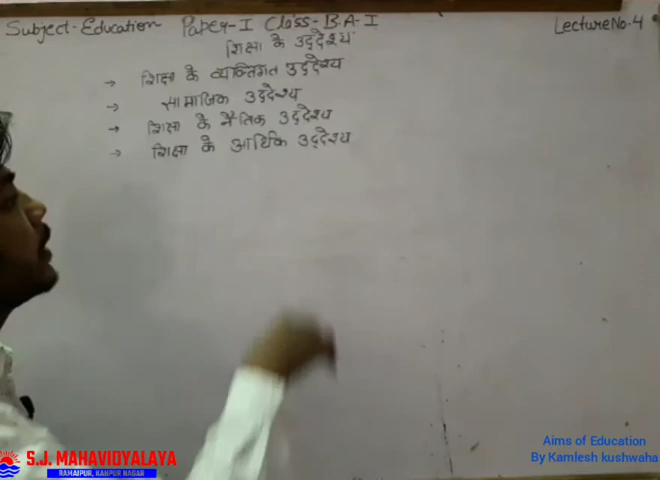 Subject-Education Paper-I Class-B.A-I
Lecture No.4
शिक्षा के उद्देश्य
→ शिक्षा के व्यक्तिगत उद्देश्य
→ सामाजिक उद्देश्य
→ शिक्षा के नैतिक उद्देश्य
→ शिक्षा के आर्थिक उद्देश्य
Aims of Education
By Kamlesh kushwaha
S.J. MAHAVIDYALAYA
RAMAIPUR, KANPUR NAGAR